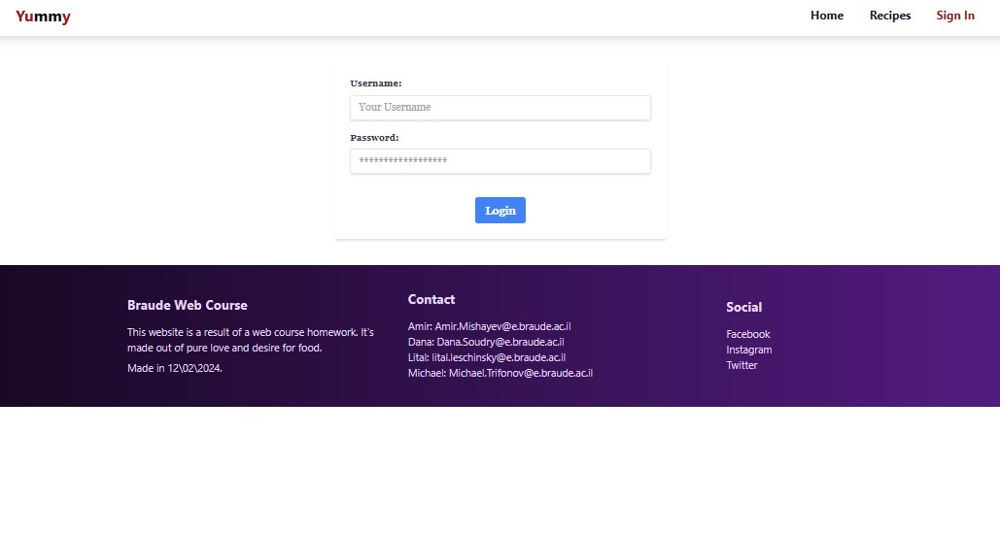 Yummy
Home Recipes Sign In
Username:
Your Username
Password:
******************
Login
Braude Web Course
This website is a result of a web course homework. It's
made out of pure love and desire for food.
Made in 12\02\2024.
Contact
Amir: Amir.Mishayev@e.braude.ac.il
Dana: Dana.Soudry@e.braude.ac.il
Lital: lital.leschinsky@e.braude.ac.il
Michael: Michael.Trifonov@e.braude.ac.il
Social
Facebook
Instagram
Twitter